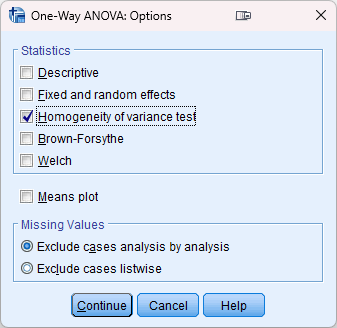 One-Way ANOVA: Options
Statistics
Descriptive
Fixed and random effects
Homogeneity of variance test
Brown-Forsythe
Welch
Means plot
Missing Values
Exclude cases analysis by analysis
Exclude cases listwise
Continue
Cancel
Help